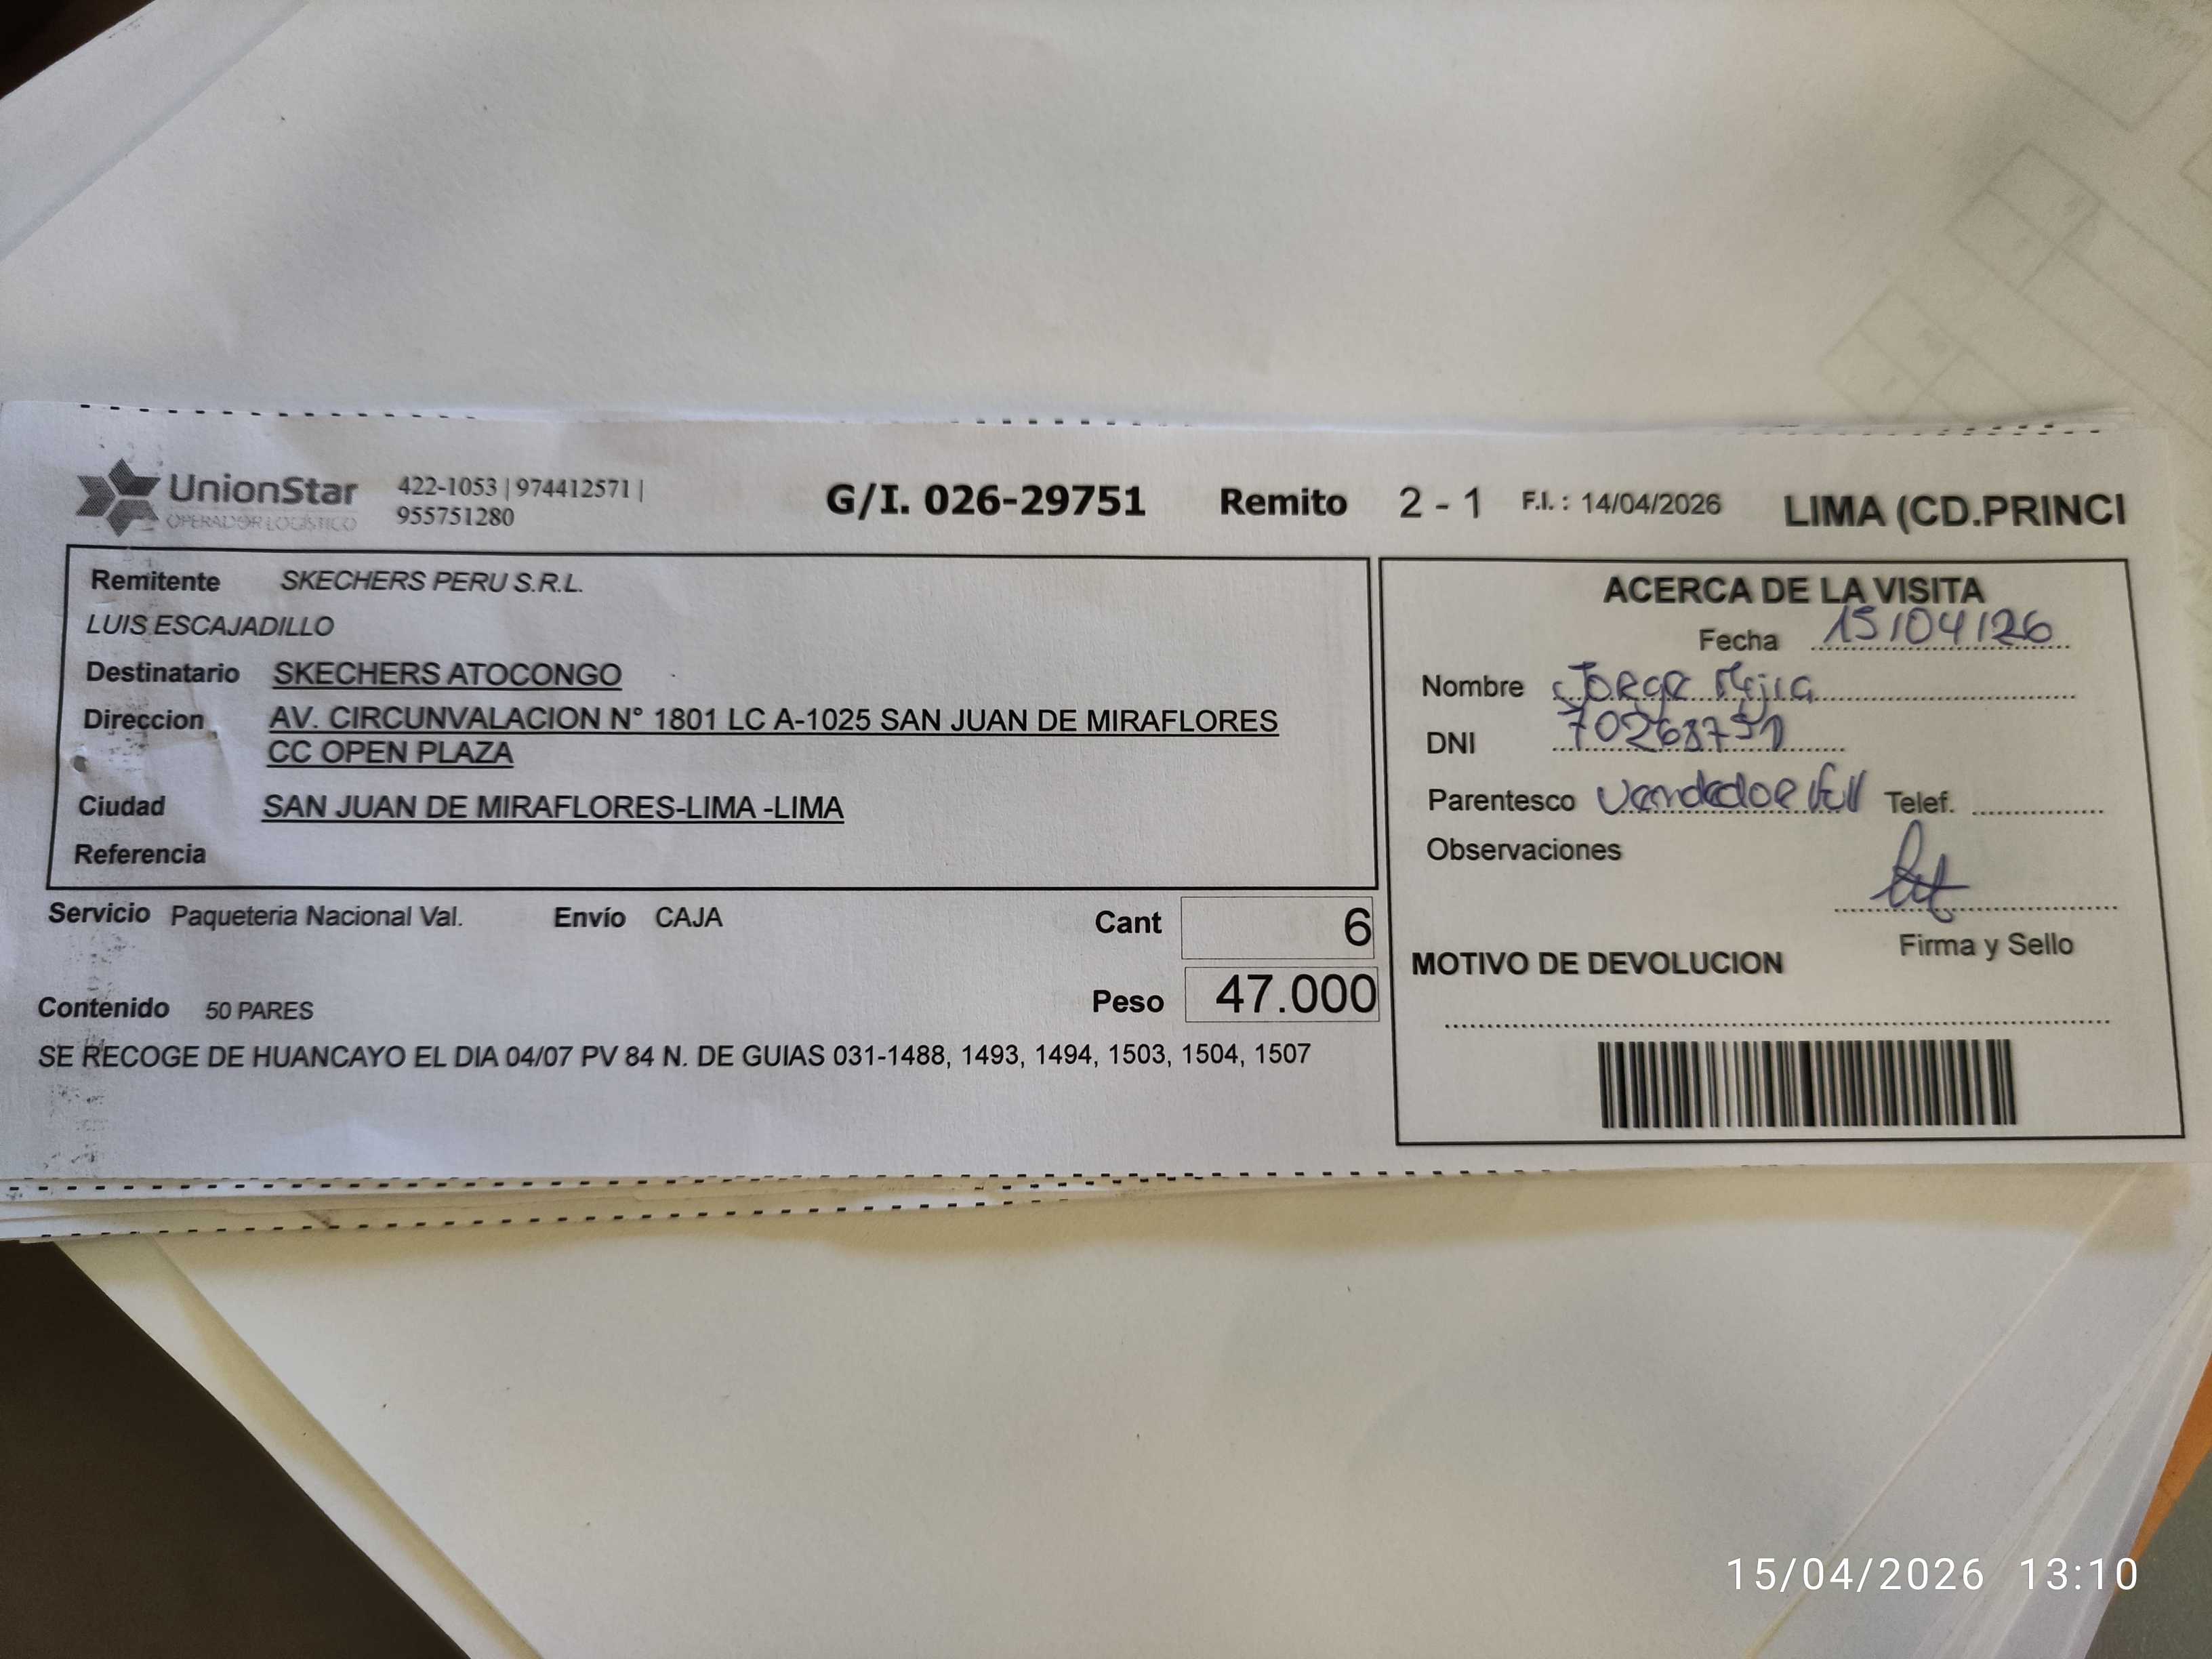 UnionStar
OPERADOR LOGÍSTICO
422-1053 | 974412571 |
955751280
G/I. 026-29751 Remito 2 - 1 F.I. : 14/04/2026 LIMA (CD.PRINCI
Remitente SKECHERS PERU S.R.L.
LUIS ESCAJADILLO
Destinatario SKECHERS ATOCONGO
Direccion AV. CIRCUNVALACION N° 1801 LC A-1025 SAN JUAN DE MIRAFLORES
CC OPEN PLAZA
Ciudad SAN JUAN DE MIRAFLORES-LIMA -LIMA
Referencia
Servicio Paqueteria Nacional Val. Envío CAJA Cant 6
Peso 47.000
Contenido 50 PARES
SE RECOGE DE HUANCAYO EL DIA 04/07 PV 84 N. DE GUIAS 031-1488, 1493, 1494, 1503, 1504, 1507
ACERCA DE LA VISITA
Fecha 15/04/26
Nombre Jorge Mejia
DNI
Parentesco Vendedor Full Telef.
Observaciones
Firma y Sello
MOTIVO DE DEVOLUCION
15/04/2026 13:10